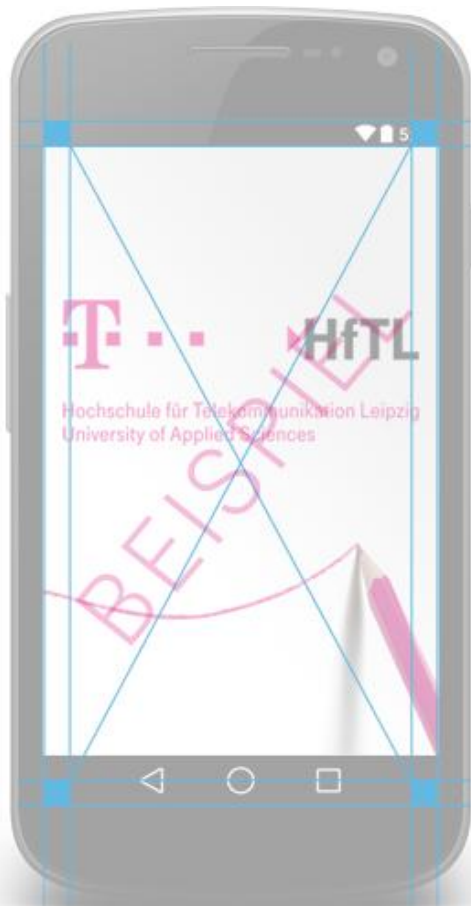 5
T
HfTL
Hochschule für Telekommunikation Leipzig
University of Applied Sciences
BEISPIEL